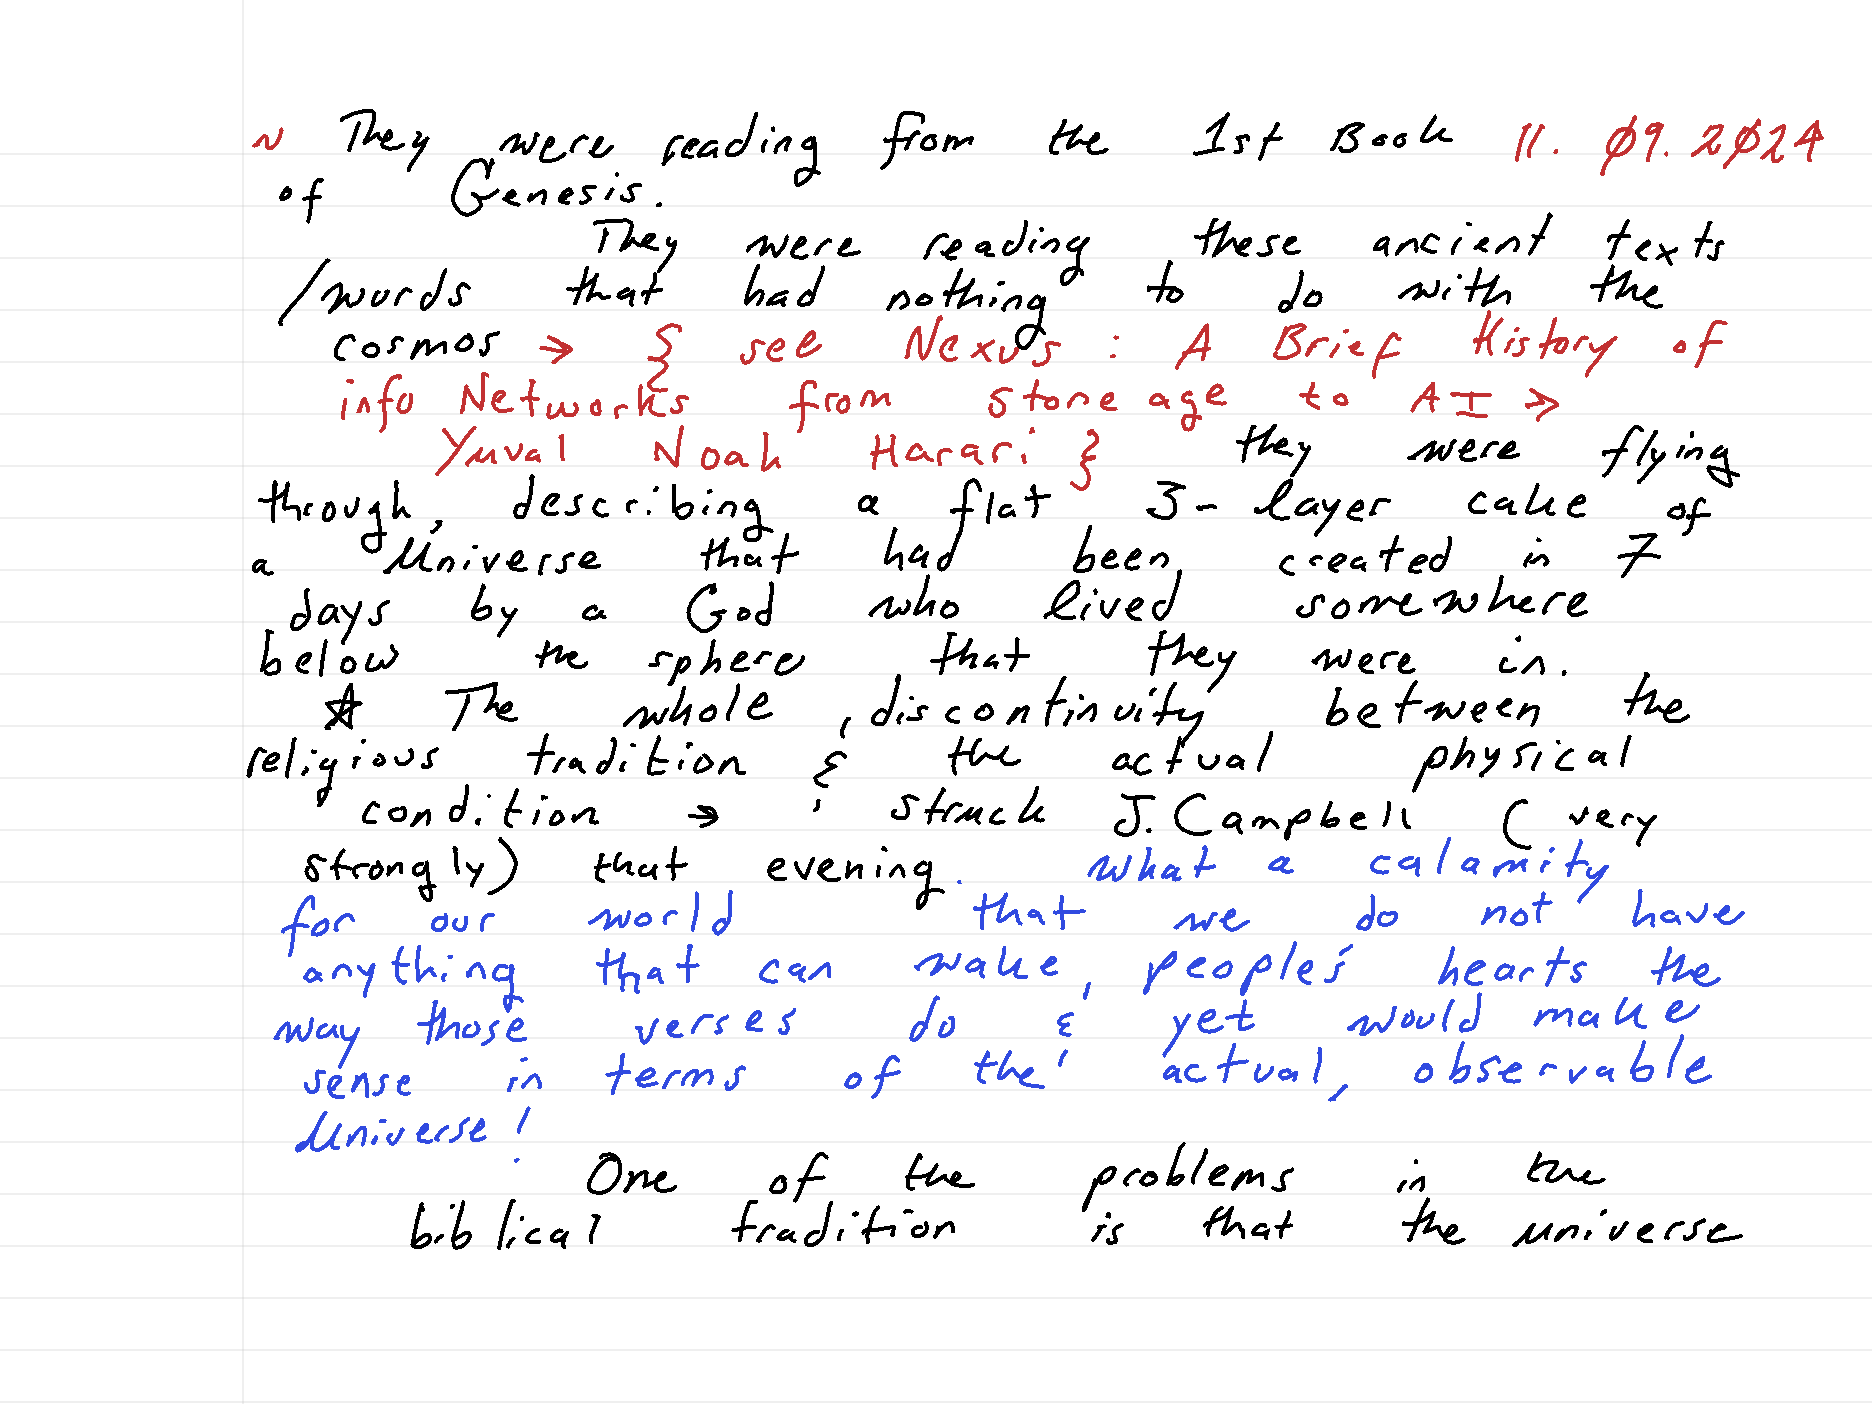 ~ They were reading from the 1st Book 11. Ø9. 2Ø24
of Genesis.
They were reading these ancient texts
/words that had nothing to do with the
cosmos → { see Nexus : A Brief History of
info Networks from stone age to AI →
Yuval Noah Harari } they were flying
through, describing a flat 3-layer cake of
a Universe that had been created in 7
days by a God who lived somewhere
below the sphere that they were in.
☆ The whole discontinuity between the
religious tradition & the actual physical
condition → struck J. Campbell ( very
strongly) that evening. what a calamity
for our world that we do not have
anything that can wake people's hearts the
way those verses do & yet would make
sense in terms of the actual, observable
Universe!
One of the problems in the
biblical tradition is that the universe